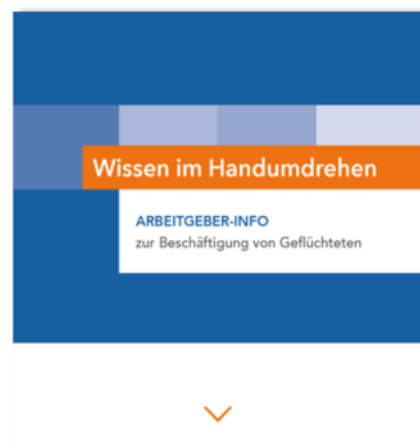 Wissen im Handumdrehen
ARBEITGEBER-INFO
zur Beschäftigung von Geflüchteten